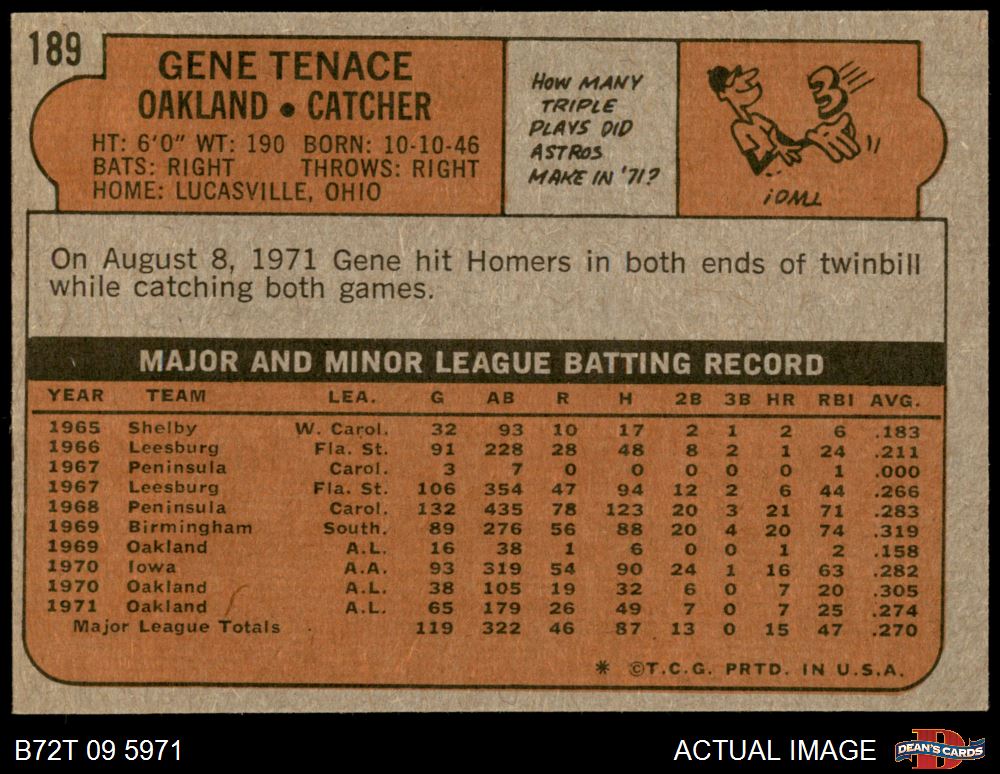 189
GENE TENACE
OAKLAND • CATCHER
HT: 6'0" WT: 190 BORN: 10-10-46
BATS: RIGHT THROWS: RIGHT
HOME: LUCASVILLE, OHIO
HOW MANY
TRIPLE
PLAYS DID
ASTROS
MAKE IN '71?
3
TWO!
On August 8, 1971 Gene hit Homers in both ends of twinbill
while catching both games.
MAJOR AND MINOR LEAGUE BATTING RECORD
YEAR TEAM LEA. G AB R H 2B 3B HR RBI AVG.
1965 Shelby W. Carol. 32 93 10 17 2 1 2 6 .183
1966 Leesburg Fla. St. 91 228 28 48 8 2 1 24 .211
1967 Peninsula Carol. 3 7 0 0 0 0 0 1 .000
1967 Leesburg Fla. St. 106 354 47 94 12 2 6 44 .266
1968 Peninsula Carol. 132 435 78 123 20 3 21 71 .283
1969 Birmingham South. 89 276 56 88 20 4 20 74 .319
1969 Oakland A.L. 16 38 1 6 0 0 1 2 .158
1970 Iowa A.A. 93 319 54 90 24 1 16 63 .282
1970 Oakland A.L. 38 105 19 32 6 0 7 20 .305
1971 Oakland A.L. 65 179 26 49 7 0 7 25 .274
Major League Totals 119 322 46 87 13 0 15 47 .270
* ©T.C.G. PRTD. IN U.S.A.
B72T 09 5971
ACTUAL IMAGE
D
DEAN'S CARDS